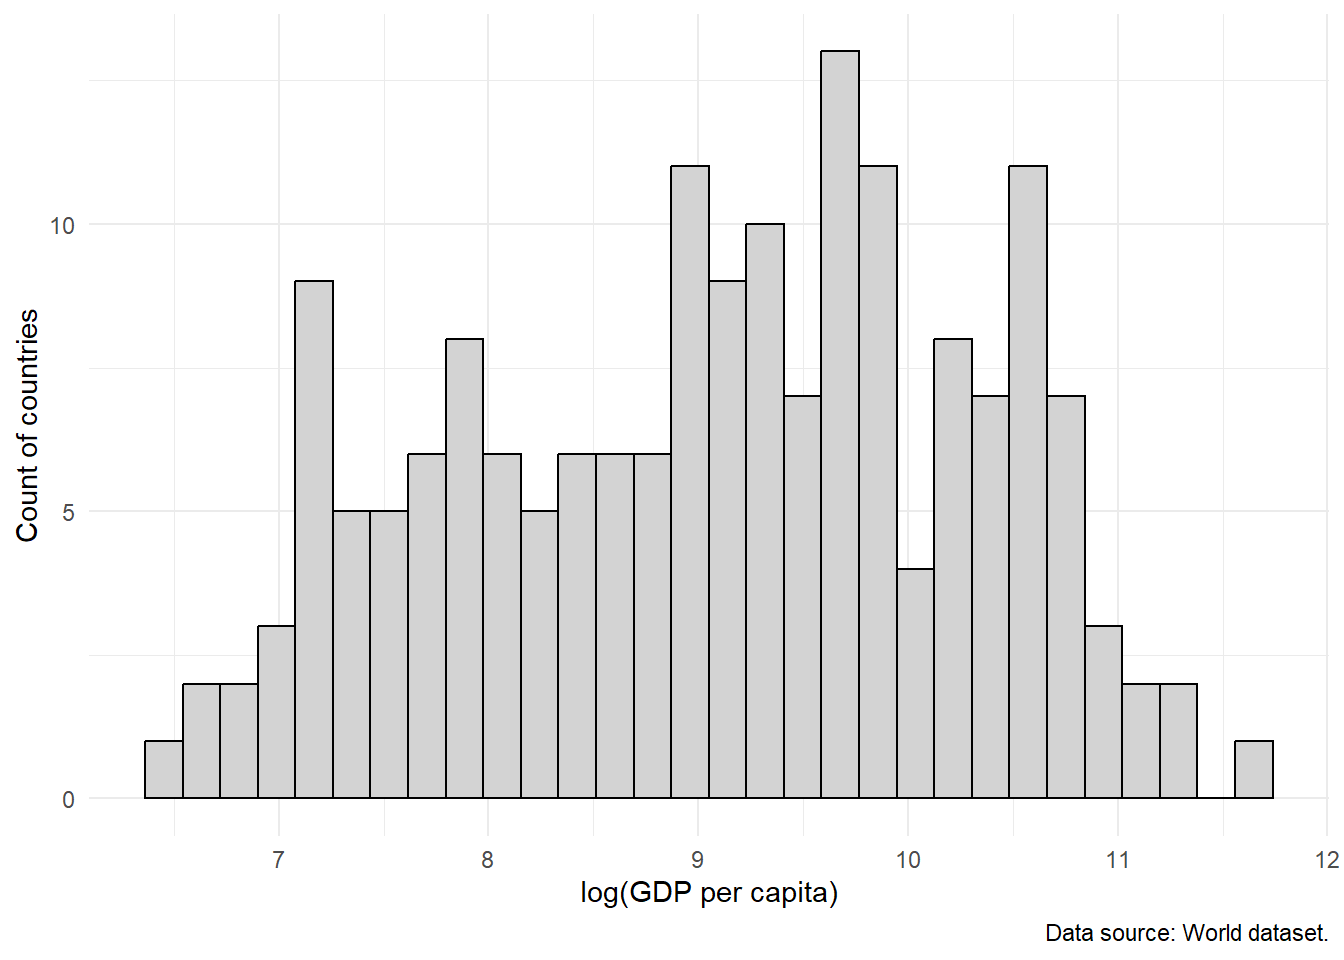 Count of countries
10
5
0
7 8 9 10 11 12
log(GDP per capita)
Data source: World dataset.